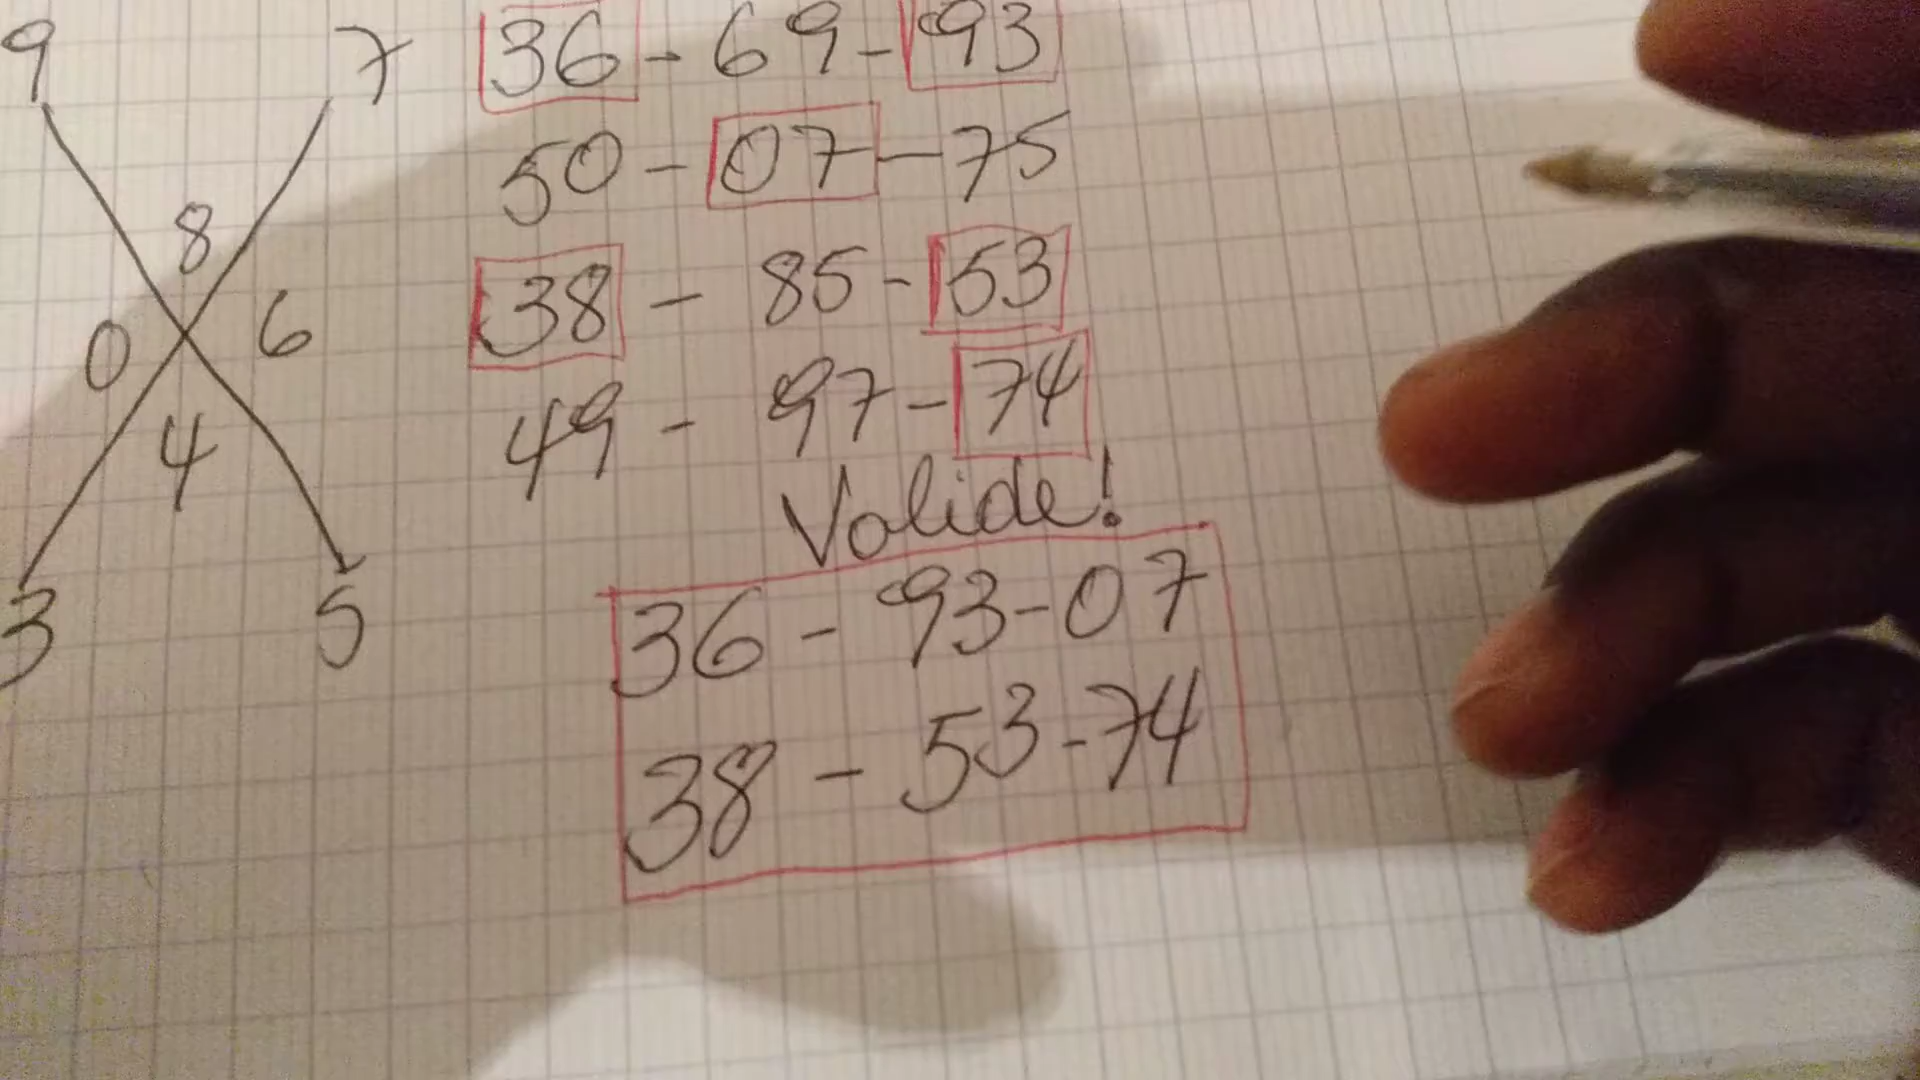 9 7
8
0 6
4
3 5
36 - 69 - 93
50 - 07 - 75
38 - 85 - 53
49 - 97 - 74
Valide!
36 - 93 - 07
38 - 53 - 74